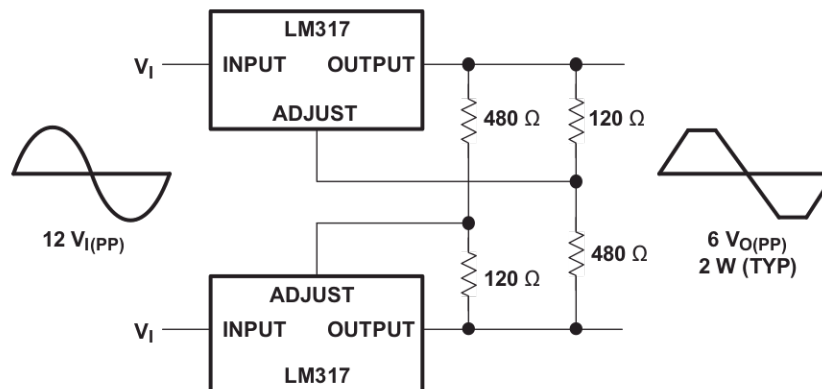 LM317
V_I
INPUT OUTPUT
ADJUST
480 Ω
120 Ω
12 V_I(PP)
6 V_O(PP)
2 W (TYP)
120 Ω
480 Ω
ADJUST
V_I
INPUT OUTPUT
LM317